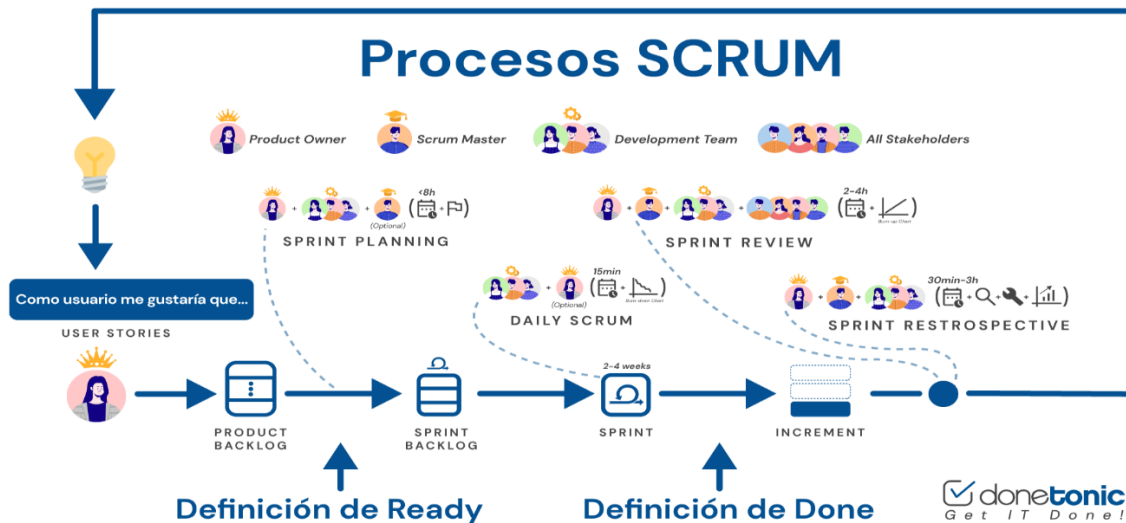 Procesos SCRUM
Product Owner
Scrum Master
Development Team
All Stakeholders
<8h
(Optional)
SPRINT PLANNING
2-4h
Burn up Chart
SPRINT REVIEW
15min
(Optional)
Burn down Chart
DAILY SCRUM
30min-3h
SPRINT RESTROSPECTIVE
Como usuario me gustaría que...
USER STORIES
2-4 weeks
PRODUCT
BACKLOG
SPRINT
BACKLOG
SPRINT
INCREMENT
Definición de Ready
Definición de Done
donetonic
Get IT Done!